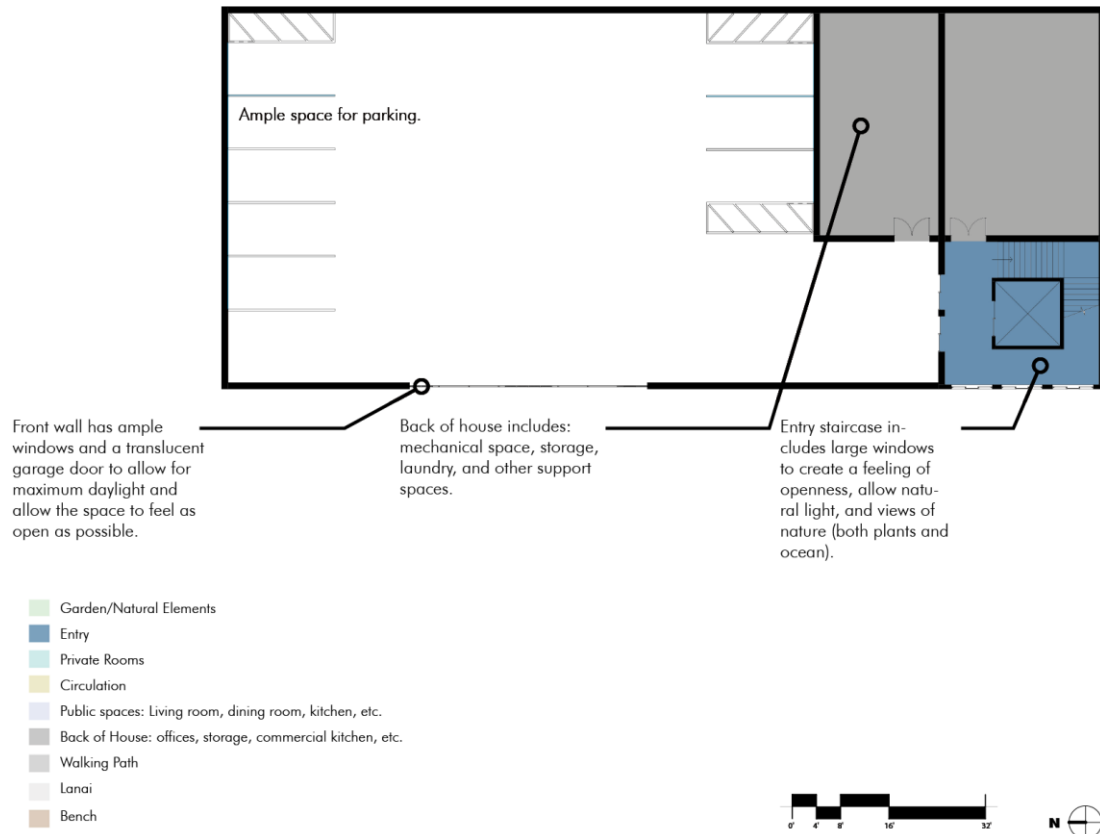 Ample space for parking.
Front wall has ample
windows and a translucent
garage door to allow for
maximum daylight and
allow the space to feel as
open as possible.
Back of house includes:
mechanical space, storage,
laundry, and other support
spaces.
Entry staircase in-
cludes large windows
to create a feeling of
openness, allow natu-
ral light, and views of
nature (both plants and
ocean).
Garden/Natural Elements
Entry
Private Rooms
Circulation
Public spaces: Living room, dining room, kitchen, etc.
Back of House: offices, storage, commercial kitchen, etc.
Walking Path
Lanai
Bench
0' 4' 8' 16' 32'
N